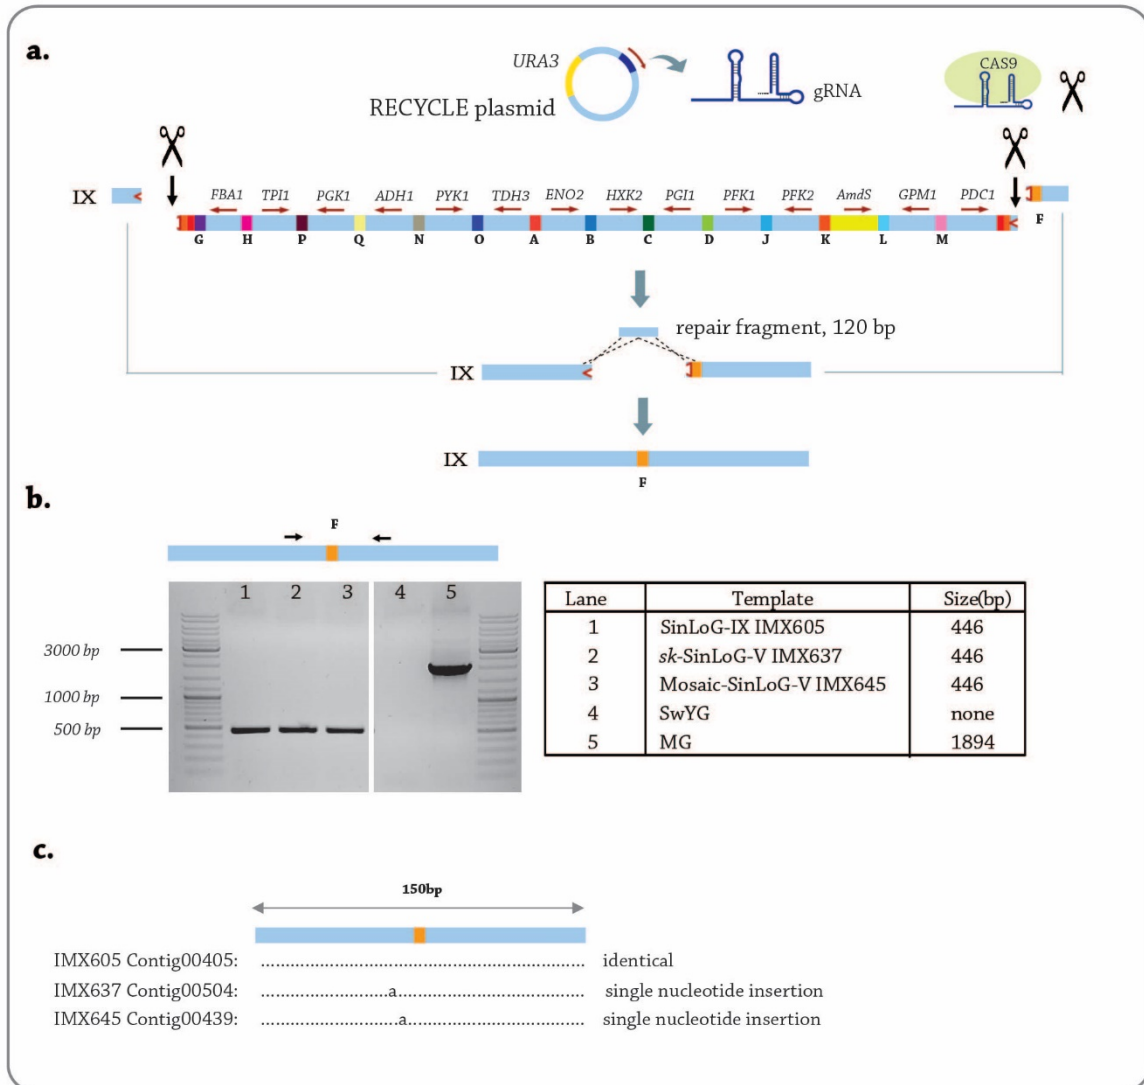 a.
URA3
RECYCLE plasmid
gRNA
CAS9
IX
FBA1 TPI1 PGK1 ADH1 PYK1 TDH3 ENO2 HXK2 PGI1 PFK1 PFK2 AmdS GPM1 PDC1
F
G H P Q N O A B C D J K L M
repair fragment, 120 bp
IX
IX
F
b.
F
1 2 3 4 5
3000 bp
1000 bp
500 bp
Lane Template Size(bp)
1 SinLoG-IX IMX605 446
2 sk-SinLoG-V IMX637 446
3 Mosaic-SinLoG-V IMX645 446
4 SwYG none
5 MG 1894
c.
150bp
IMX605 Contig00405: ................................................................ identical
IMX637 Contig00504: ..........................a...................................... single nucleotide insertion
IMX645 Contig00439: ............................a.................................... single nucleotide insertion